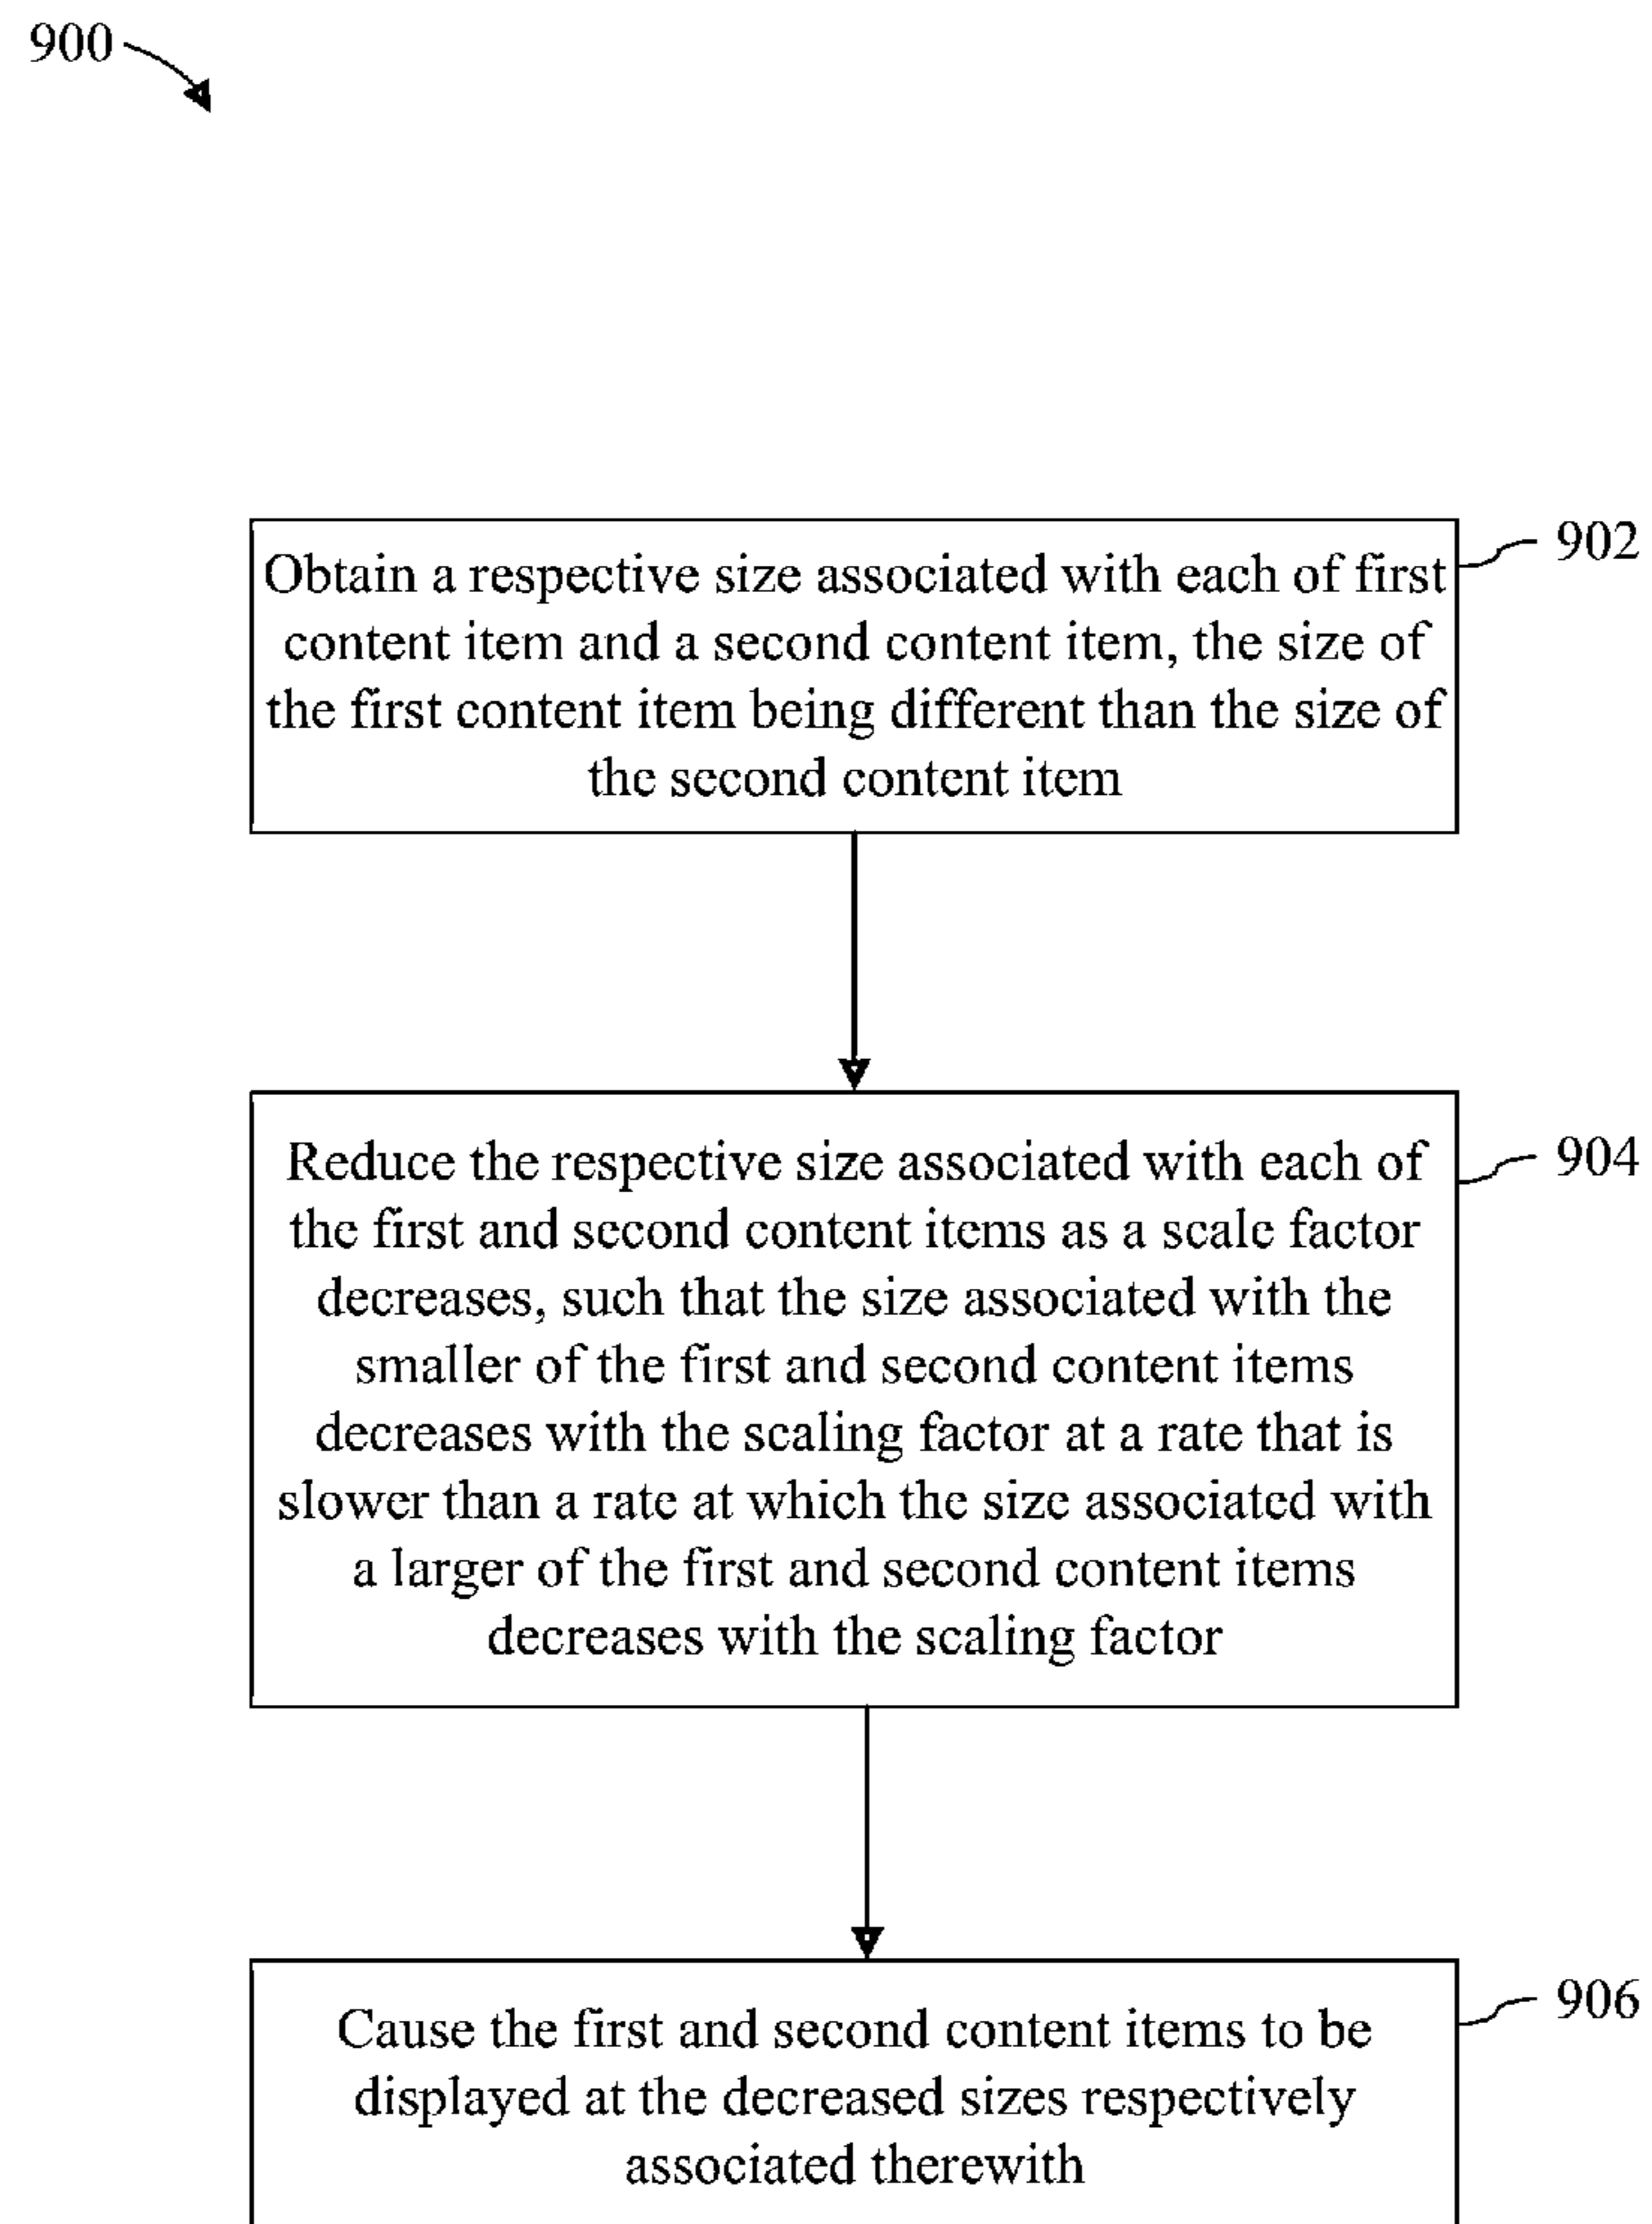 900
Obtain a respective size associated with each of first
content item and a second content item, the size of
the first content item being different than the size of
the second content item
902
Reduce the respective size associated with each of
the first and second content items as a scale factor
decreases, such that the size associated with the
smaller of the first and second content items
decreases with the scaling factor at a rate that is
slower than a rate at which the size associated with
a larger of the first and second content items
decreases with the scaling factor
904
Cause the first and second content items to be
displayed at the decreased sizes respectively
associated therewith
906